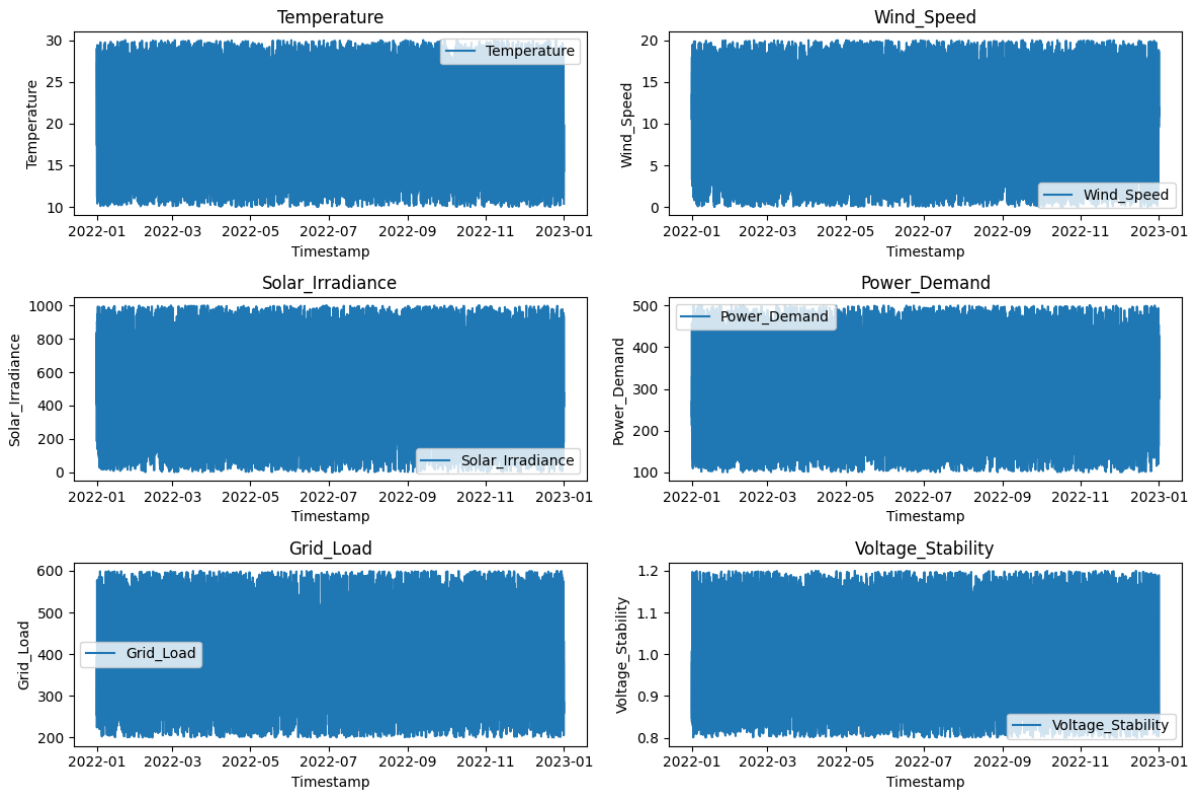 Temperature
30
25
20
15
10
Temperature
Temperature
2022-01 2022-03 2022-05 2022-07 2022-09 2022-11 2023-01
Timestamp
Wind_Speed
20
15
10
5
0
Wind_Speed
Wind_Speed
2022-01 2022-03 2022-05 2022-07 2022-09 2022-11 2023-01
Timestamp
Solar_Irradiance
1000
800
600
400
200
0
Solar_Irradiance
Solar_Irradiance
2022-01 2022-03 2022-05 2022-07 2022-09 2022-11 2023-01
Timestamp
Power_Demand
500
400
300
200
100
Power_Demand
Power_Demand
2022-01 2022-03 2022-05 2022-07 2022-09 2022-11 2023-01
Timestamp
Grid_Load
600
500
400
300
200
Grid_Load
Grid_Load
2022-01 2022-03 2022-05 2022-07 2022-09 2022-11 2023-01
Timestamp
Voltage_Stability
1.2
1.1
1.0
0.9
0.8
Voltage_Stability
Voltage_Stability
2022-01 2022-03 2022-05 2022-07 2022-09 2022-11 2023-01
Timestamp